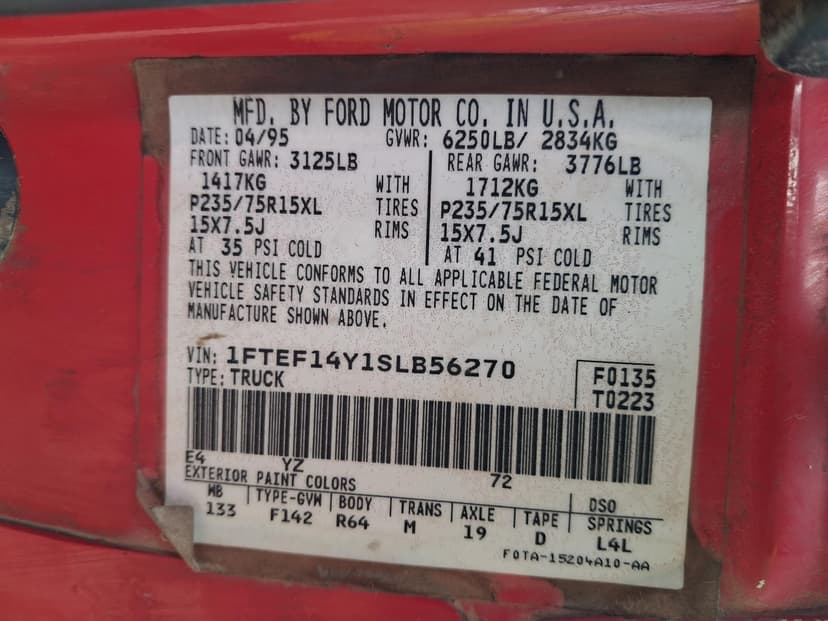 MFD. BY FORD MOTOR CO. IN U.S.A.
DATE: 04/95 GVWR: 6250LB/ 2834KG
FRONT GAWR: 3125LB REAR GAWR: 3776LB
1417KG WITH 1712KG WITH
P235/75R15XL TIRES P235/75R15XL TIRES
15X7.5J RIMS 15X7.5J RIMS
AT 35 PSI COLD AT 41 PSI COLD
THIS VEHICLE CONFORMS TO ALL APPLICABLE FEDERAL MOTOR
VEHICLE SAFETY STANDARDS IN EFFECT ON THE DATE OF
MANUFACTURE SHOWN ABOVE.
VIN: 1FTEF14Y1SLB56270 F0135
TYPE: TRUCK T0223
E4 YZ 72
EXTERIOR PAINT COLORS DSO
WB TYPE-GVW BODY TRANS AXLE TAPE SPRINGS
133 F142 R64 M 19 D L4L
F0TA-15204A10-AA